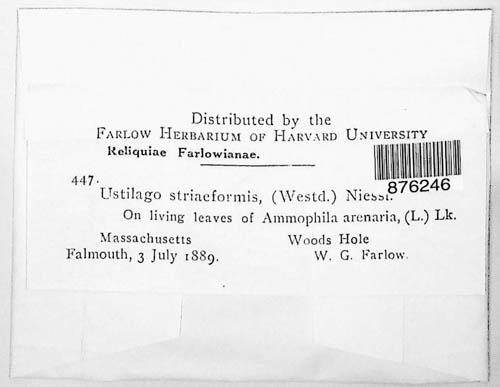 Distributed by the
FARLOW HERBARIUM OF HARVARD UNIVERSITY
Reliquiae Farlowianae.
876246
447.
Ustilago striaeformis, (Westd.) Niessl.
On living leaves of Ammophila arenaria, (L.) Lk.
Massachusetts Woods Hole
Falmouth, 3 July 1889. W. G. Farlow.